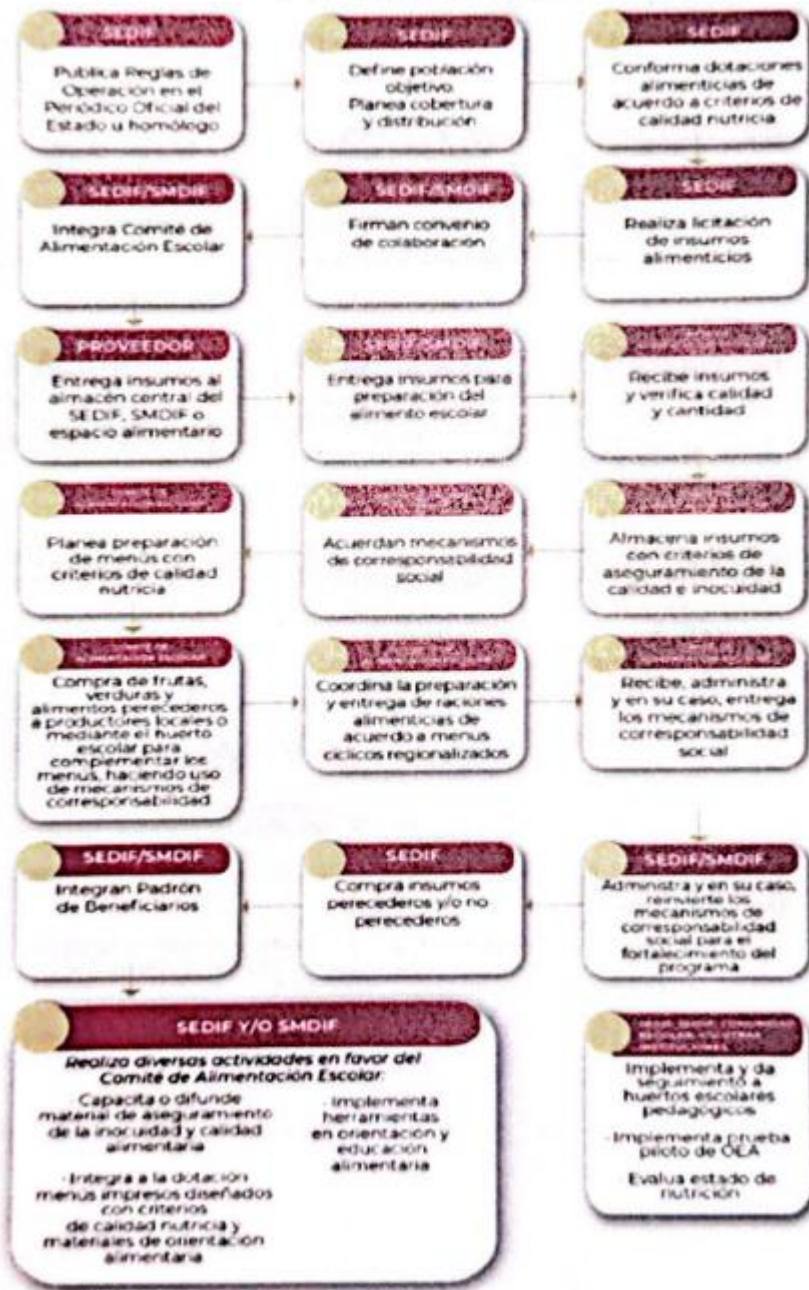 SEDIF
Publica Reglas de
Operación en el
Periódico Oficial del
Estado u homólogo
SEDIF
Define población
objetivo.
Planea cobertura
y distribución
SEDIF
Conforma dotaciones
alimenticias de
acuerdo a criterios de
calidad nutricia
SEDIF
Realiza licitación
de insumos
alimenticios
SEDIF/SMDIF
Firman convenio
de colaboración
SEDIF/SMDIF
Integra Comité de
Alimentación Escolar
PROVEEDOR
Entrega insumos al
almacén central del
SEDIF, SMDIF o
espacio alimentario
SEDIF/SMDIF
Entrega insumos para
preparación del
alimento escolar
Recibe insumos
y verifica calidad
y cantidad
Almacena insumos
con criterios de
aseguramiento de la
calidad e inocuidad
Acuerdan mecanismos
de corresponsabilidad
social
Planea preparación
de menús con
criterios de calidad
nutricia
COMITÉ DE
ALIMENTACIÓN ESCOLAR
Compra de frutas,
verduras y
alimentos perecederos
a productores locales o
mediante el huerto
escolar para
complementar los
menús, haciendo uso
de mecanismos de
corresponsabilidad
Coordina la preparación
y entrega de raciones
alimenticias de
acuerdo a menús
cíclicos regionalizados
Recibe, administra
y en su caso, entrega
los mecanismos de
corresponsabilidad
social
SEDIF/SMDIF
Administra y en su caso,
reinvierte los
mecanismos de
corresponsabilidad
social para el
fortalecimiento del
programa
SEDIF
Compra insumos
perecederos y/o no
perecederos
SEDIF/SMDIF
Integran Padrón
de Beneficiarios
SEDIF Y/O SMDIF
Realiza diversas actividades en favor del
Comité de Alimentación Escolar:
· Capacita o difunde
material de aseguramiento
de la inocuidad y calidad
alimentaria
· Integra a la dotación
menús impresos diseñados
con criterios
de calidad nutricia y
materiales de orientación
alimentaria
· Implementa
herramientas
en orientación y
educación
alimentaria
INSTITUCIONES
Implementa y da
seguimiento a
huertos escolares
pedagógicos
· Implementa prueba
piloto de OEA
· Evalua estado de
nutrición